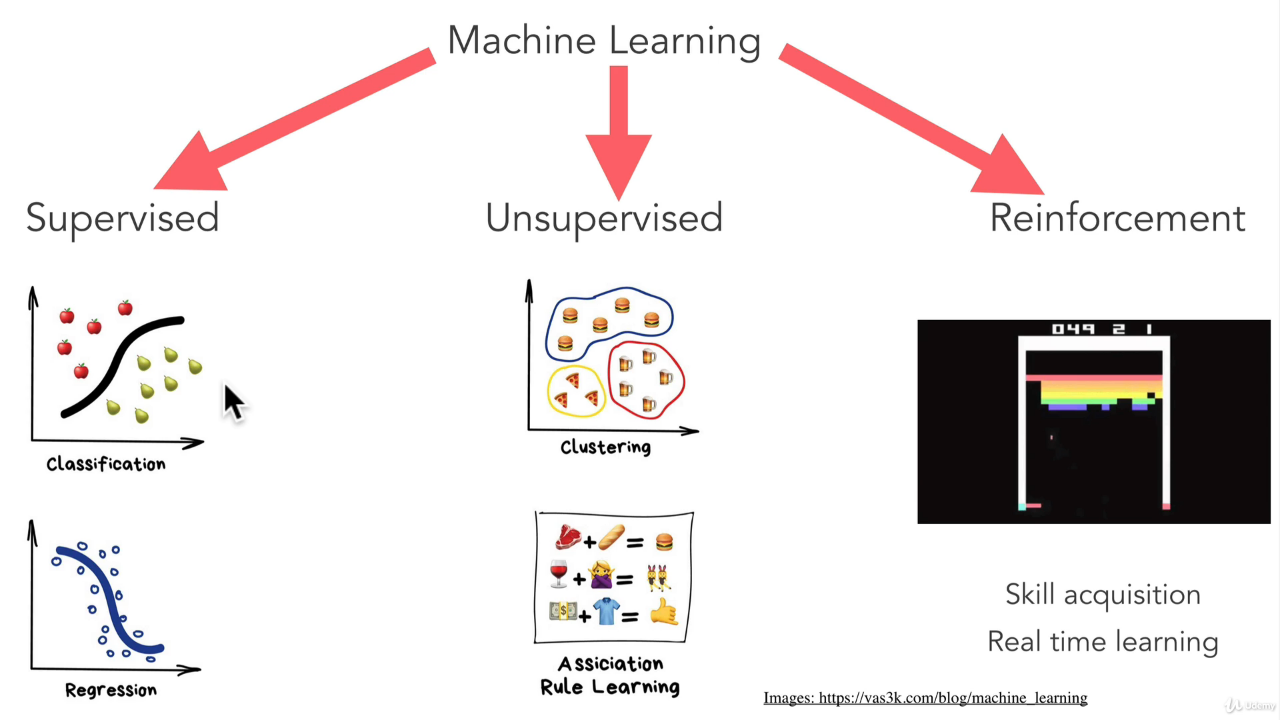 Machine Learning
Supervised
Unsupervised
Reinforcement
Classification
Regression
Clustering
Assiciation
Rule Learning
049 2 1
Skill acquisition
Real time learning
Images: https://vas3k.com/blog/machine_learning
Udemy